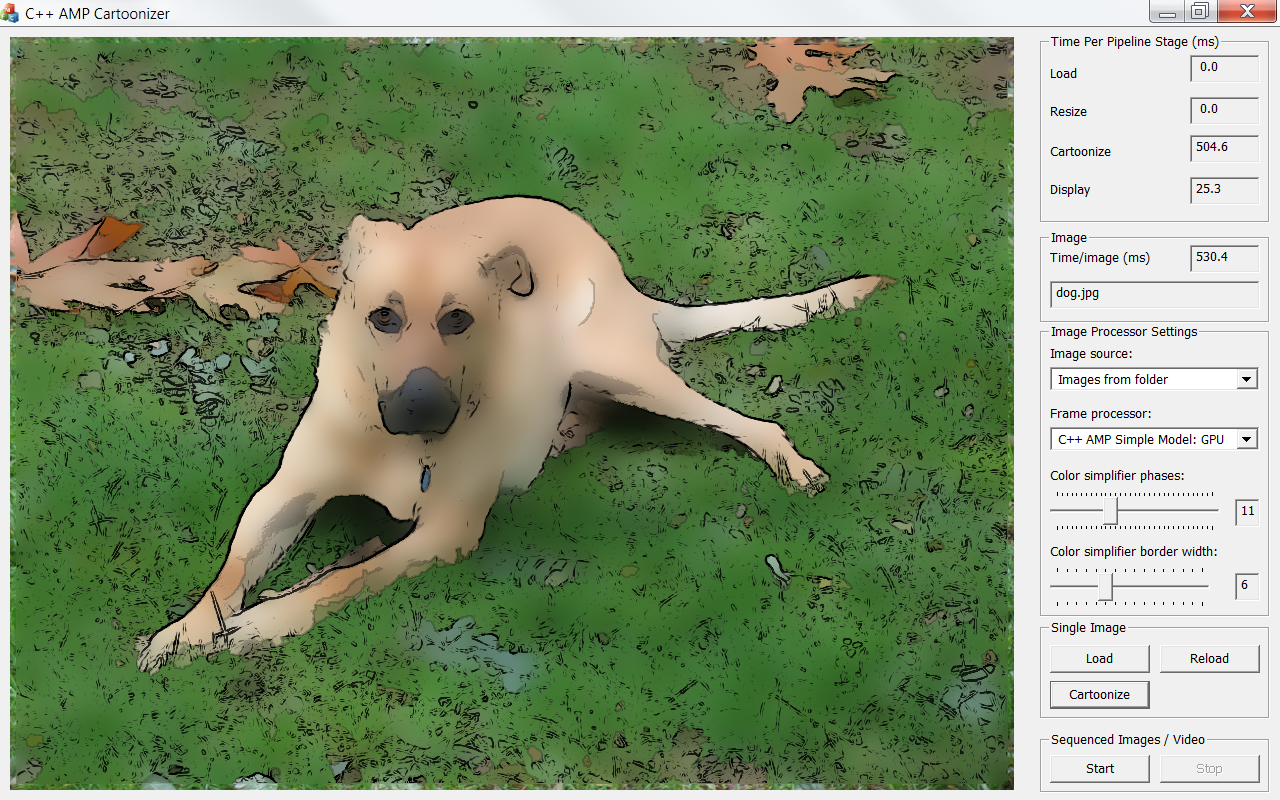 C++ AMP Cartoonizer
Time Per Pipeline Stage (ms)
Load 0.0
Resize 0.0
Cartoonize 504.6
Display 25.3
Image
Time/image (ms) 530.4
dog.jpg
Image Processor Settings
Image source:
Images from folder
Frame processor:
C++ AMP Simple Model: GPU
Color simplifier phases:
11
Color simplifier border width:
6
Single Image
Load Reload
Cartoonize
Sequenced Images / Video
Start Stop